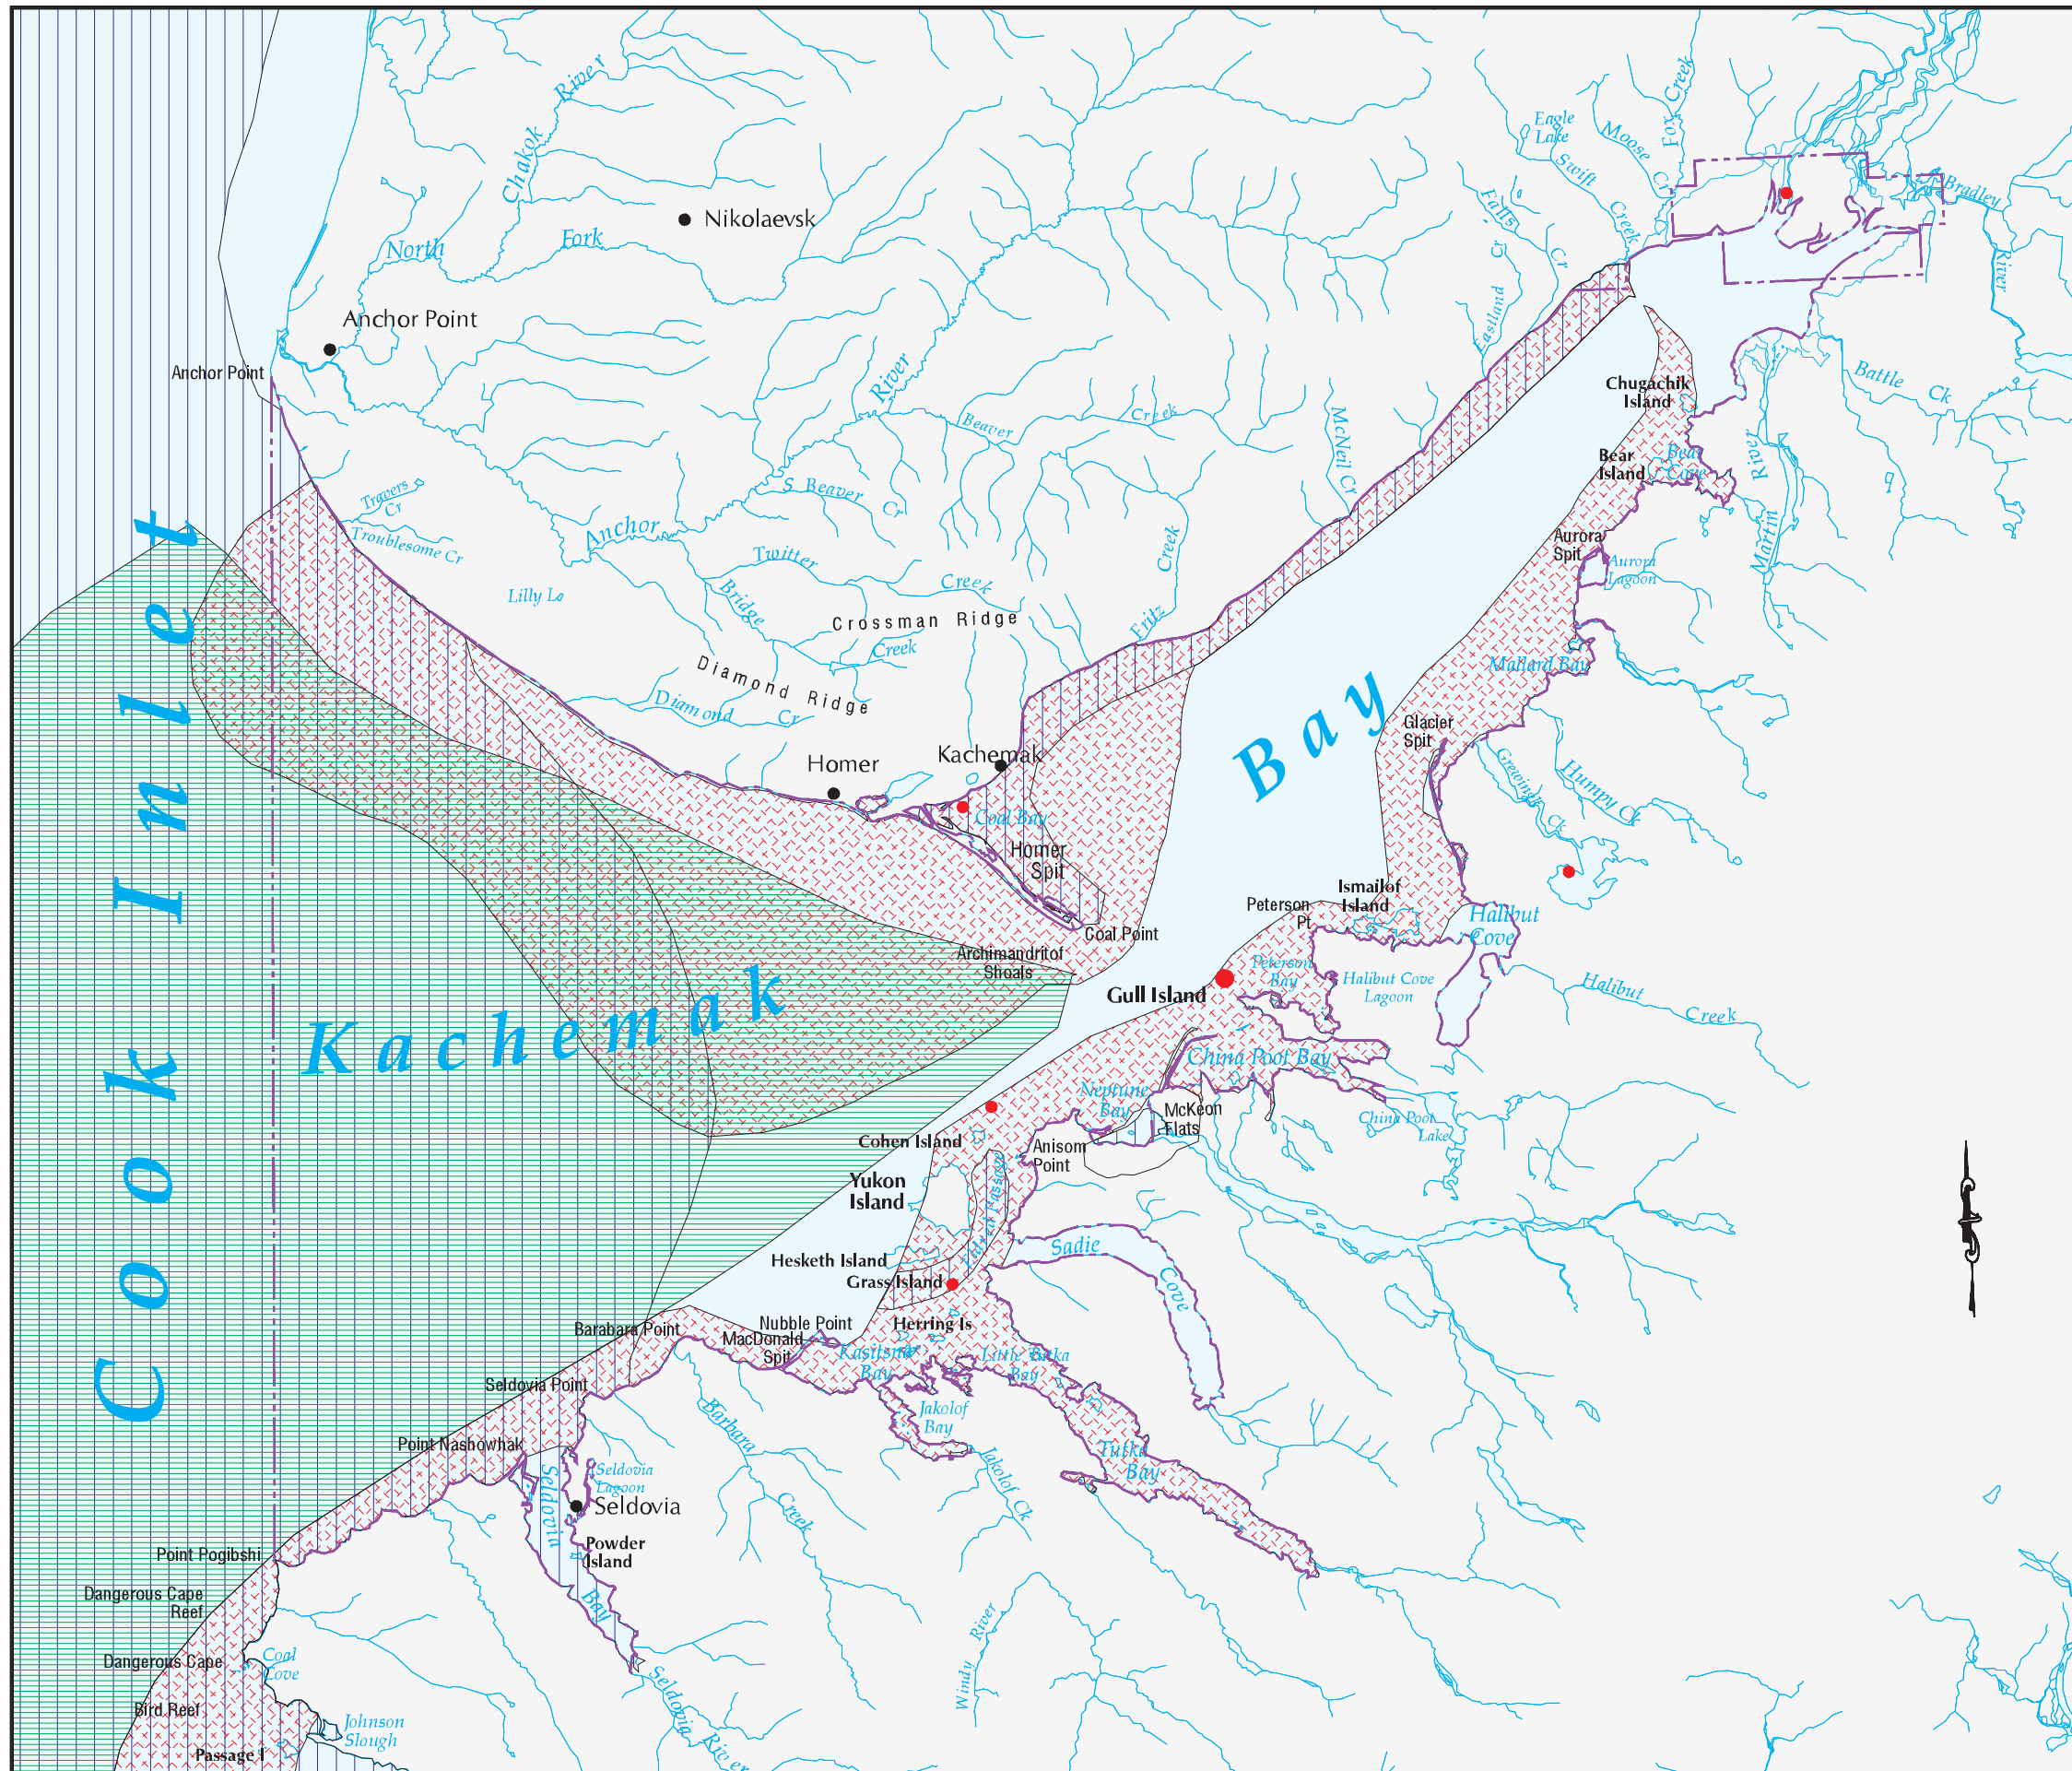 Chakok River
Eagle
Lake
Moose Cr
Fox Creek
Swift Creek
Bradley River
Falls Cr
Nikolaevsk
North Fork
Eastland Cr
Anchor Point
Anchor Point
River
Beaver Creek
McNeil Cr
Chugachik
Island
Battle Ck
Bear
Island
Bear
Cove
Martin River
Travers
Cr
S Beaver Cr
Troublesome Cr
Anchor
Twitter Creek
Creek
Fritz
Aurora
Spit
Aurora
Lagoon
Lilly L
Bridge
Creek
Crossman Ridge
Diamond Ridge
Diamond Cr
Mallard Bay
Glacier
Spit
Grewingk Ck
Humpy Ck
Cook Inlet
Kachemak
Bay
Homer
Kachemak
Coal Bay
Homer
Spit
Coal Point
Archimandritof
Shoals
Ismailof
Island
Peterson
Pt
Halibut
Cove
Peterson
Bay
Halibut Cove
Lagoon
Halibut Creek
Gull Island
China Poot Bay
Neptune
Bay
McKeon
Flats
China Poot
Lake
Cohen Island
Anisom
Point
Yukon
Island
Eldred Passage
Sadie Cove
Hesketh Island
Grass Island
Herring Is
Nubble Point
Barabara Point
MacDonald
Spit
Kasitsna
Bay
Little Tutka
Bay
Seldovia Point
Jakolof
Bay
Barbara Creek
Point Nashowhak
Tutka
Bay
Jakolof Ck
Seldovia
Lagoon
Seldovia
Seldovia Bay
Powder
Island
Point Pogibshi
Dangerous Cape
Reef
Dangerous Cape
Coal
Cove
Windy River
Seldovia River
Bird Reef
Johnson
Slough
Passage I